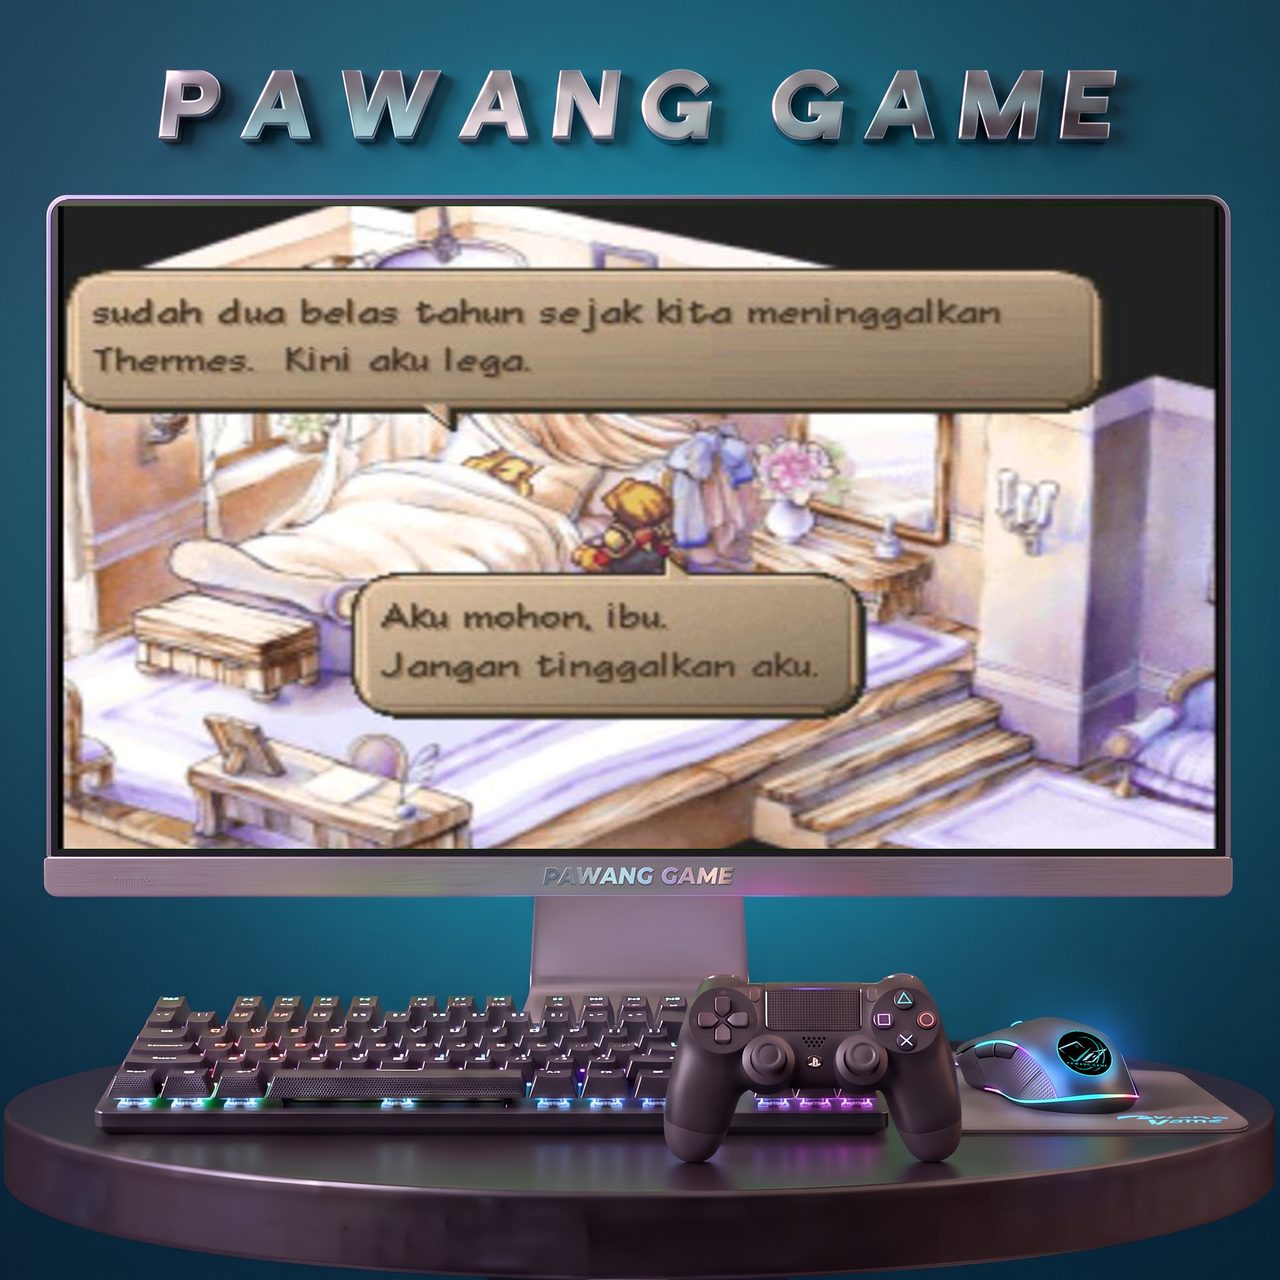 PAWANG GAME
sudah dua belas tahun sejak kita meninggalkan
Thermes. Kini aku lega.
Aku mohon, ibu.
Jangan tinggalkan aku.
PAWANG GAME